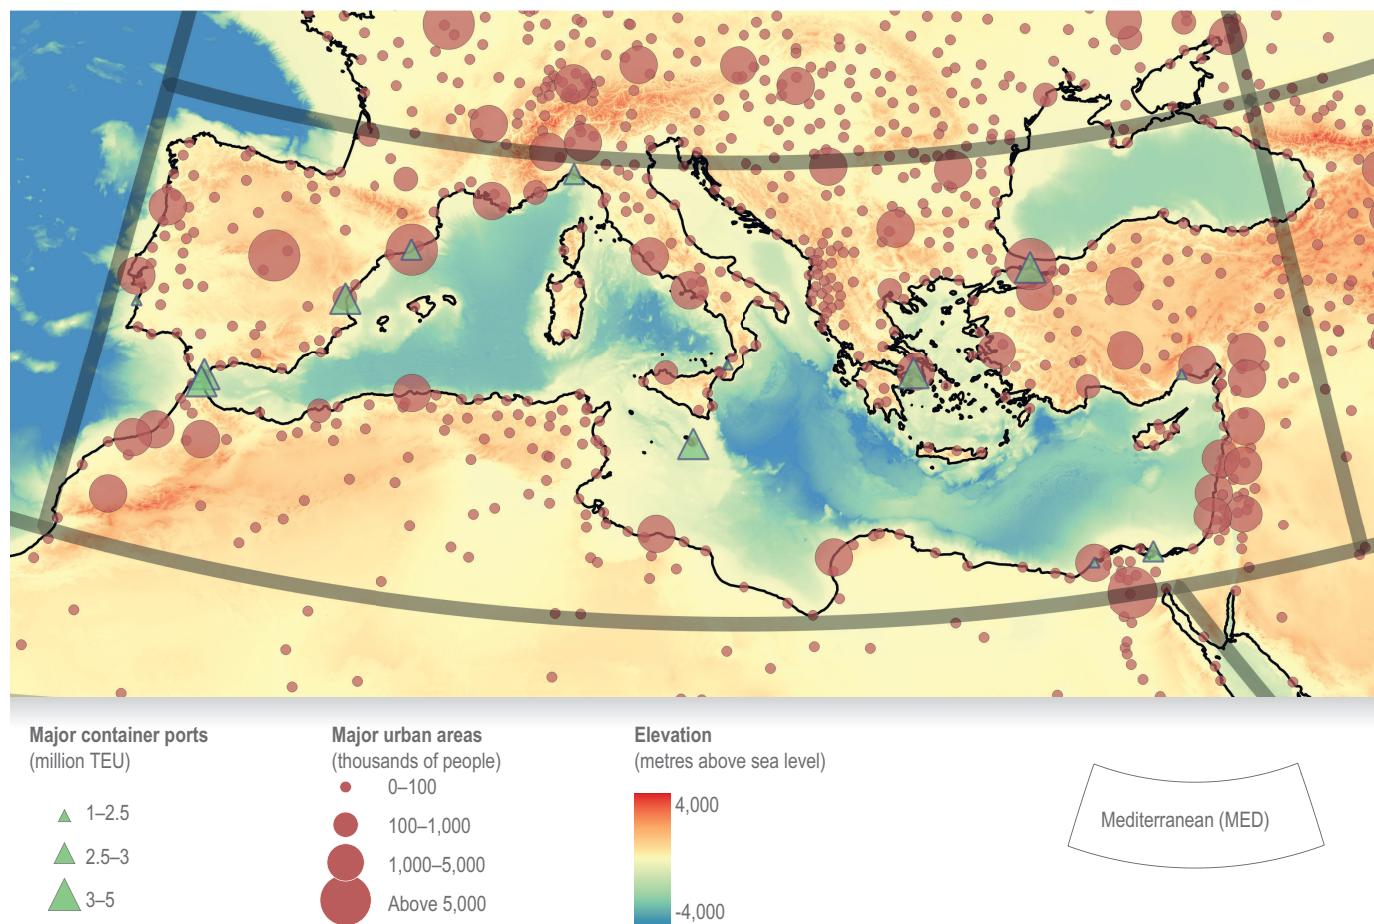 Major container ports
(million TEU)
1–2.5
2.5–3
3–5
Major urban areas
(thousands of people)
0–100
100–1,000
1,000–5,000
Above 5,000
Elevation
(metres above sea level)
4,000
-4,000
Mediterranean (MED)